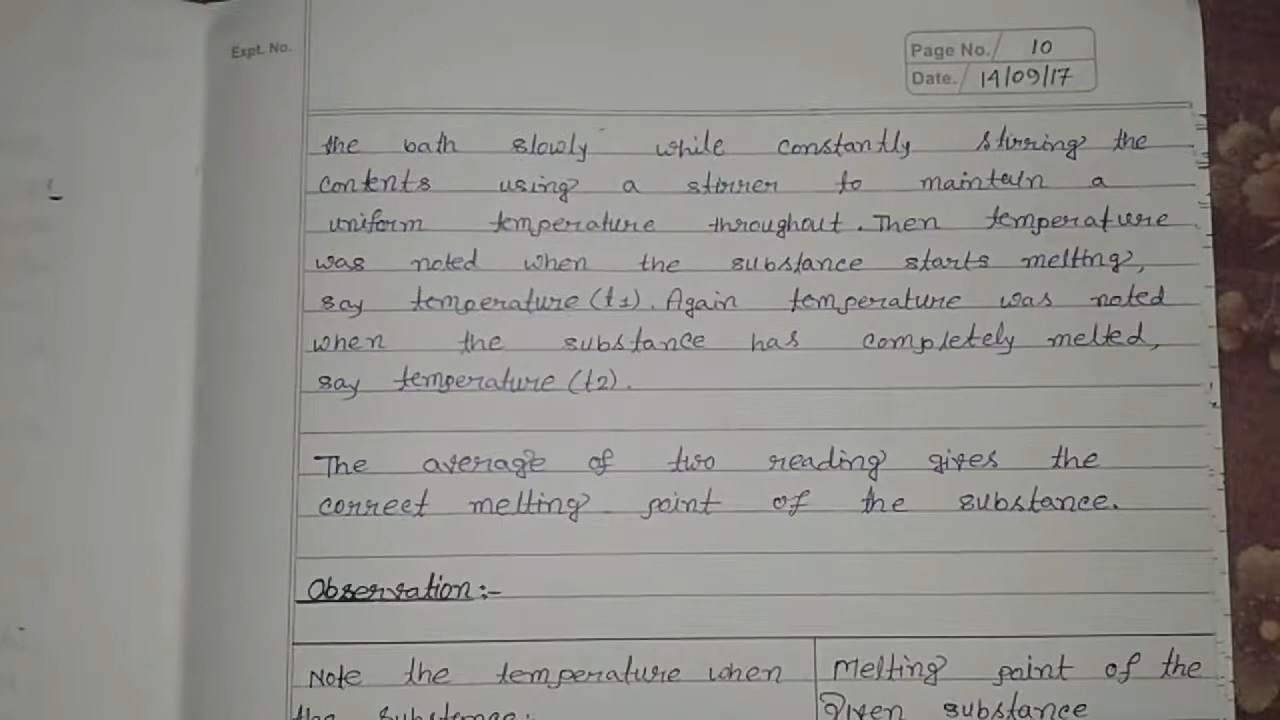 Expt. No.
Page No. 10
Date. 14/09/17
the bath slowly while constantly stirring the
contents using a stirrer to maintain a
uniform temperature throughout. Then temperature
was noted when the substance starts melting,
say temperature (t1). Again temperature was noted
when the substance has completely melted,
say temperature (t2).
The average of two reading gives the
correct melting point of the substance.
Observation:-
Note the temperature when
the substance:
Melting point of the
Given substance